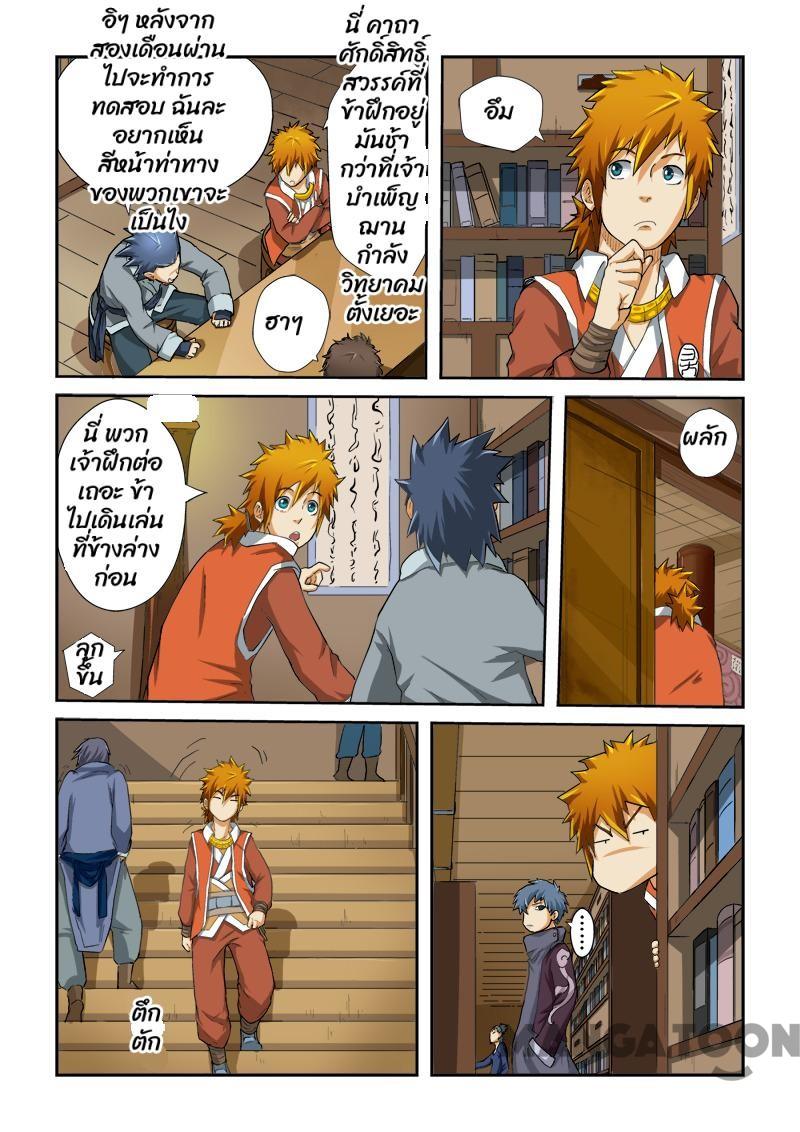 อิๆ หลังจาก
สองเดือนผ่าน
ไปจะทำการ
ทดสอบ ฉันละ
อยากเห็น
สีหน้าท่าทาง
ของพวกเขาจะ
เป็นไง
นี่ คาถา
ศักดิ์สิทธิ์
สวรรค์ที่
ข้าฝึกอยู่
มันช้า
กว่าที่เจ้า
บำเพ็ญ
ฌาน
กำลัง
วิทยาคม
ตั้งเยอะ
ฮาๆ
อืม
นี่ พวก
เจ้าฝึกต่อ
เถอะ ข้า
ไปเดินเล่น
ที่ข้างล่าง
ก่อน
ลุก
ขึ้น
ผลัก
ตึก
ตัก
......